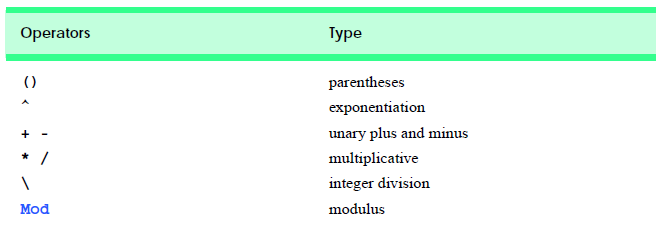 Operators Type
() parentheses
^ exponentiation
+ - unary plus and minus
* / multiplicative
\ integer division
Mod modulus